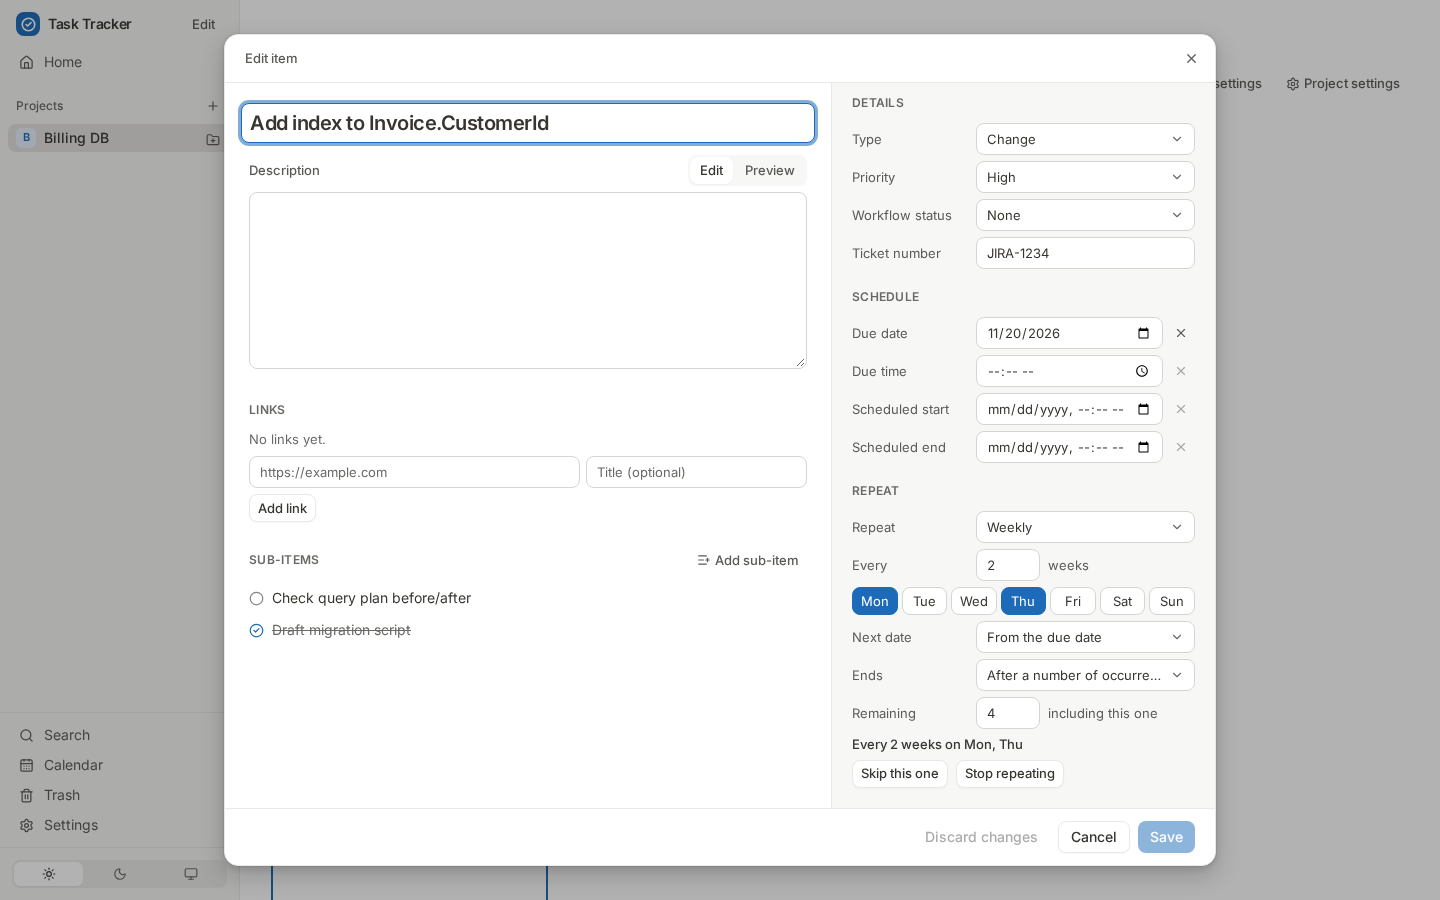 Task Tracker
Edit
Home
Projects
B
Billing DB
Search
Calendar
Trash
Settings
settings
Project settings
Edit item
Add index to Invoice.CustomerId
Description
Edit
Preview
LINKS
No links yet.
https://example.com
Title (optional)
Add link
SUB-ITEMS
Add sub-item
Check query plan before/after
Draft migration script
DETAILS
Type
Change
Priority
High
Workflow status
None
Ticket number
JIRA-1234
SCHEDULE
Due date
11/20/2026
Due time
--:-- --
Scheduled start
mm/dd/yyyy, --:-- --
Scheduled end
mm/dd/yyyy, --:-- --
REPEAT
Repeat
Weekly
Every
2
weeks
Mon
Tue
Wed
Thu
Fri
Sat
Sun
Next date
From the due date
Ends
After a number of occurre...
Remaining
4
including this one
Every 2 weeks on Mon, Thu
Skip this one
Stop repeating
Discard changes
Cancel
Save